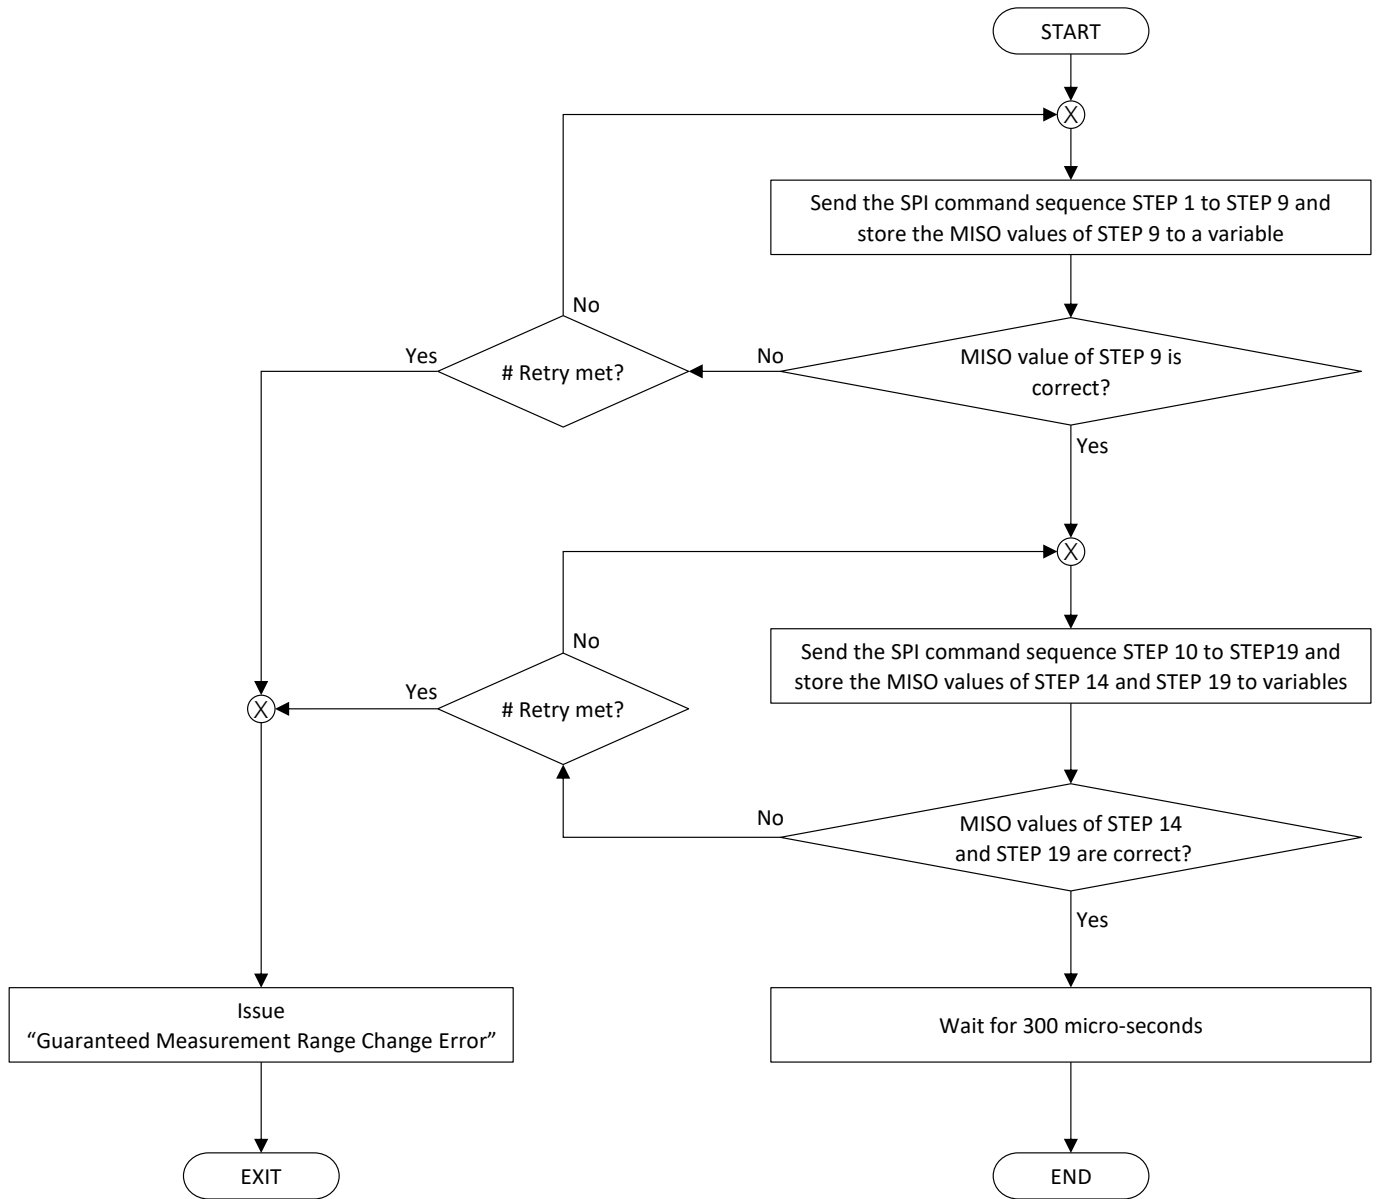 START
X
Send the SPI command sequence STEP 1 to STEP 9 and
store the MISO values of STEP 9 to a variable
No
Yes
# Retry met?
No
MISO value of STEP 9 is
correct?
Yes
X
No
Send the SPI command sequence STEP 10 to STEP19 and
store the MISO values of STEP 14 and STEP 19 to variables
Yes
# Retry met?
X
No
MISO values of STEP 14
and STEP 19 are correct?
Yes
Issue
“Guaranteed Measurement Range Change Error”
Wait for 300 micro-seconds
EXIT
END